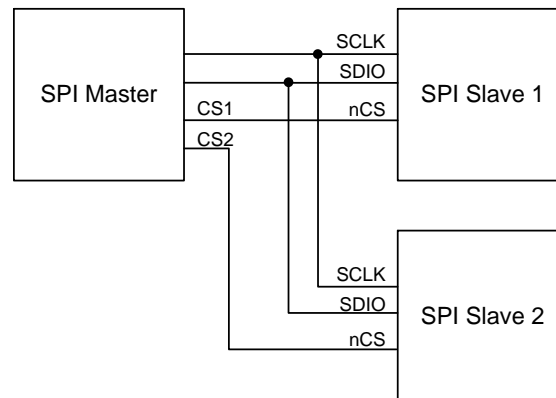 SCLK
SDIO
SPI Master
SPI Slave 1
CS1
nCS
CS2
SCLK
SDIO
SPI Slave 2
nCS